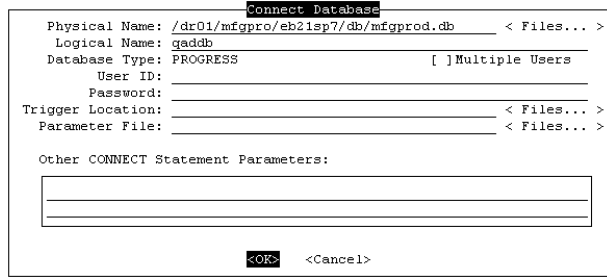 Connect Database
Physical Name: /dr01/mfgpro/eb21sp7/db/mfgprod.db < Files... >
Logical Name: qaddb
Database Type: PROGRESS [ ]Multiple Users
User ID:
Password:
Trigger Location: < Files... >
Parameter File: < Files... >
Other CONNECT Statement Parameters:
<OK> <Cancel>